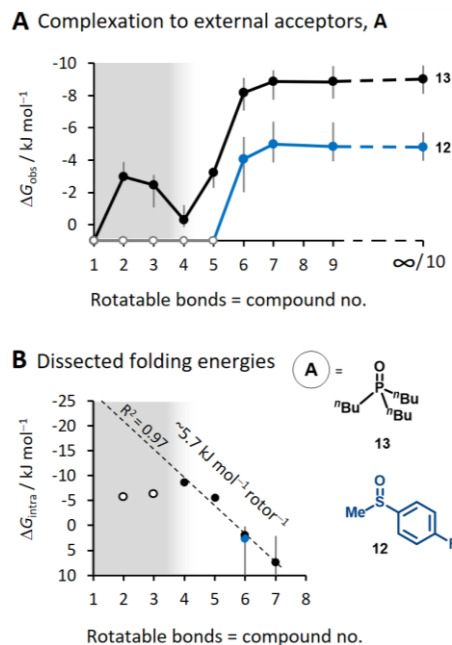 A Complexation to external acceptors, A
ΔG_obs / kJ mol⁻¹
-10
-8
-6
-4
-2
0
13
12
1 2 3 4 5 6 7 8 9 ∞/10
Rotatable bonds = compound no.
B Dissected folding energies
ΔG_intra / kJ mol⁻¹
-25
-20
-15
-10
-5
0
5
10
R² = 0.97
~5.7 kJ mol⁻¹ rotor⁻¹
1 2 3 4 5 6 7 8
Rotatable bonds = compound no.
A =
O
P
ⁿBu
ⁿBu
ⁿBu
13
O
S
Me
F
12